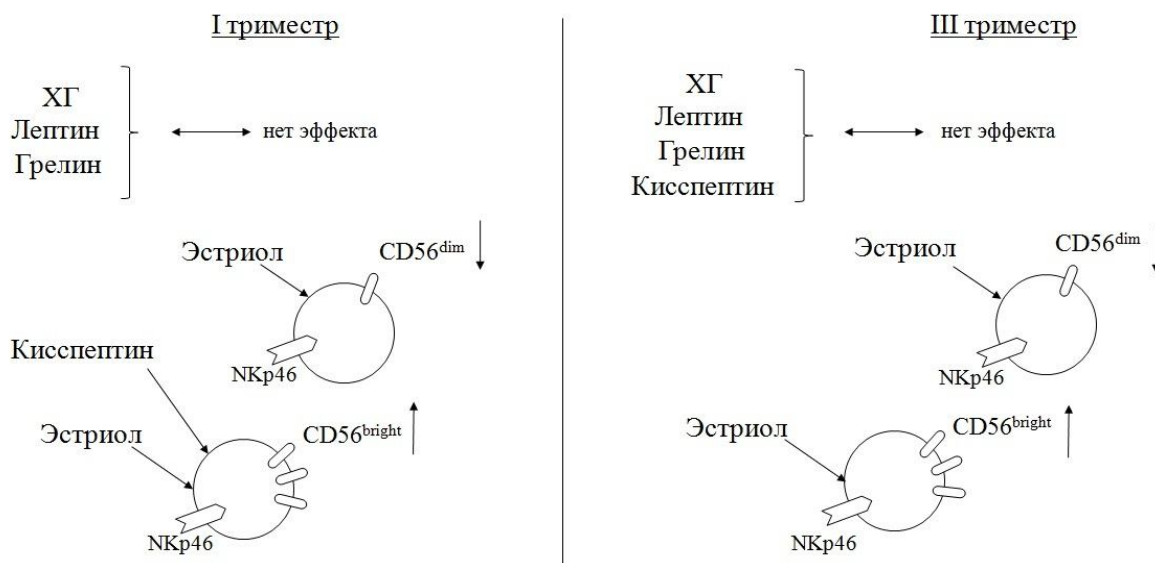 I триместр
ХГ
Лептин
Грелин
нет эффекта
Эстриол
CD56dim
NKp46
Кисспептин
Эстриол
CD56bright
NKp46
III триместр
ХГ
Лептин
Грелин
Кисспептин
нет эффекта
Эстриол
CD56dim
NKp46
Эстриол
CD56bright
NKp46